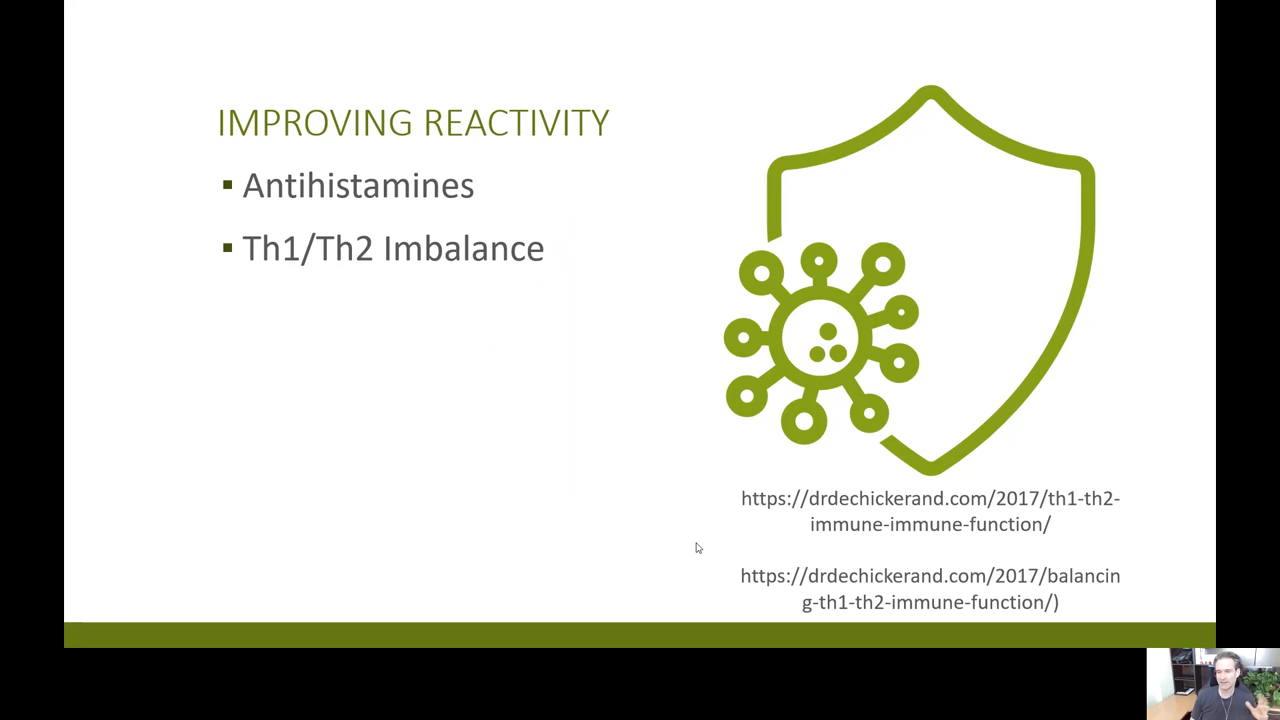 IMPROVING REACTIVITY
▪ Antihistamines
▪ Th1/Th2 Imbalance
https://drdechickerand.com/2017/th1-th2-
immune-immune-function/
https://drdechickerand.com/2017/balancin
g-th1-th2-immune-function/)